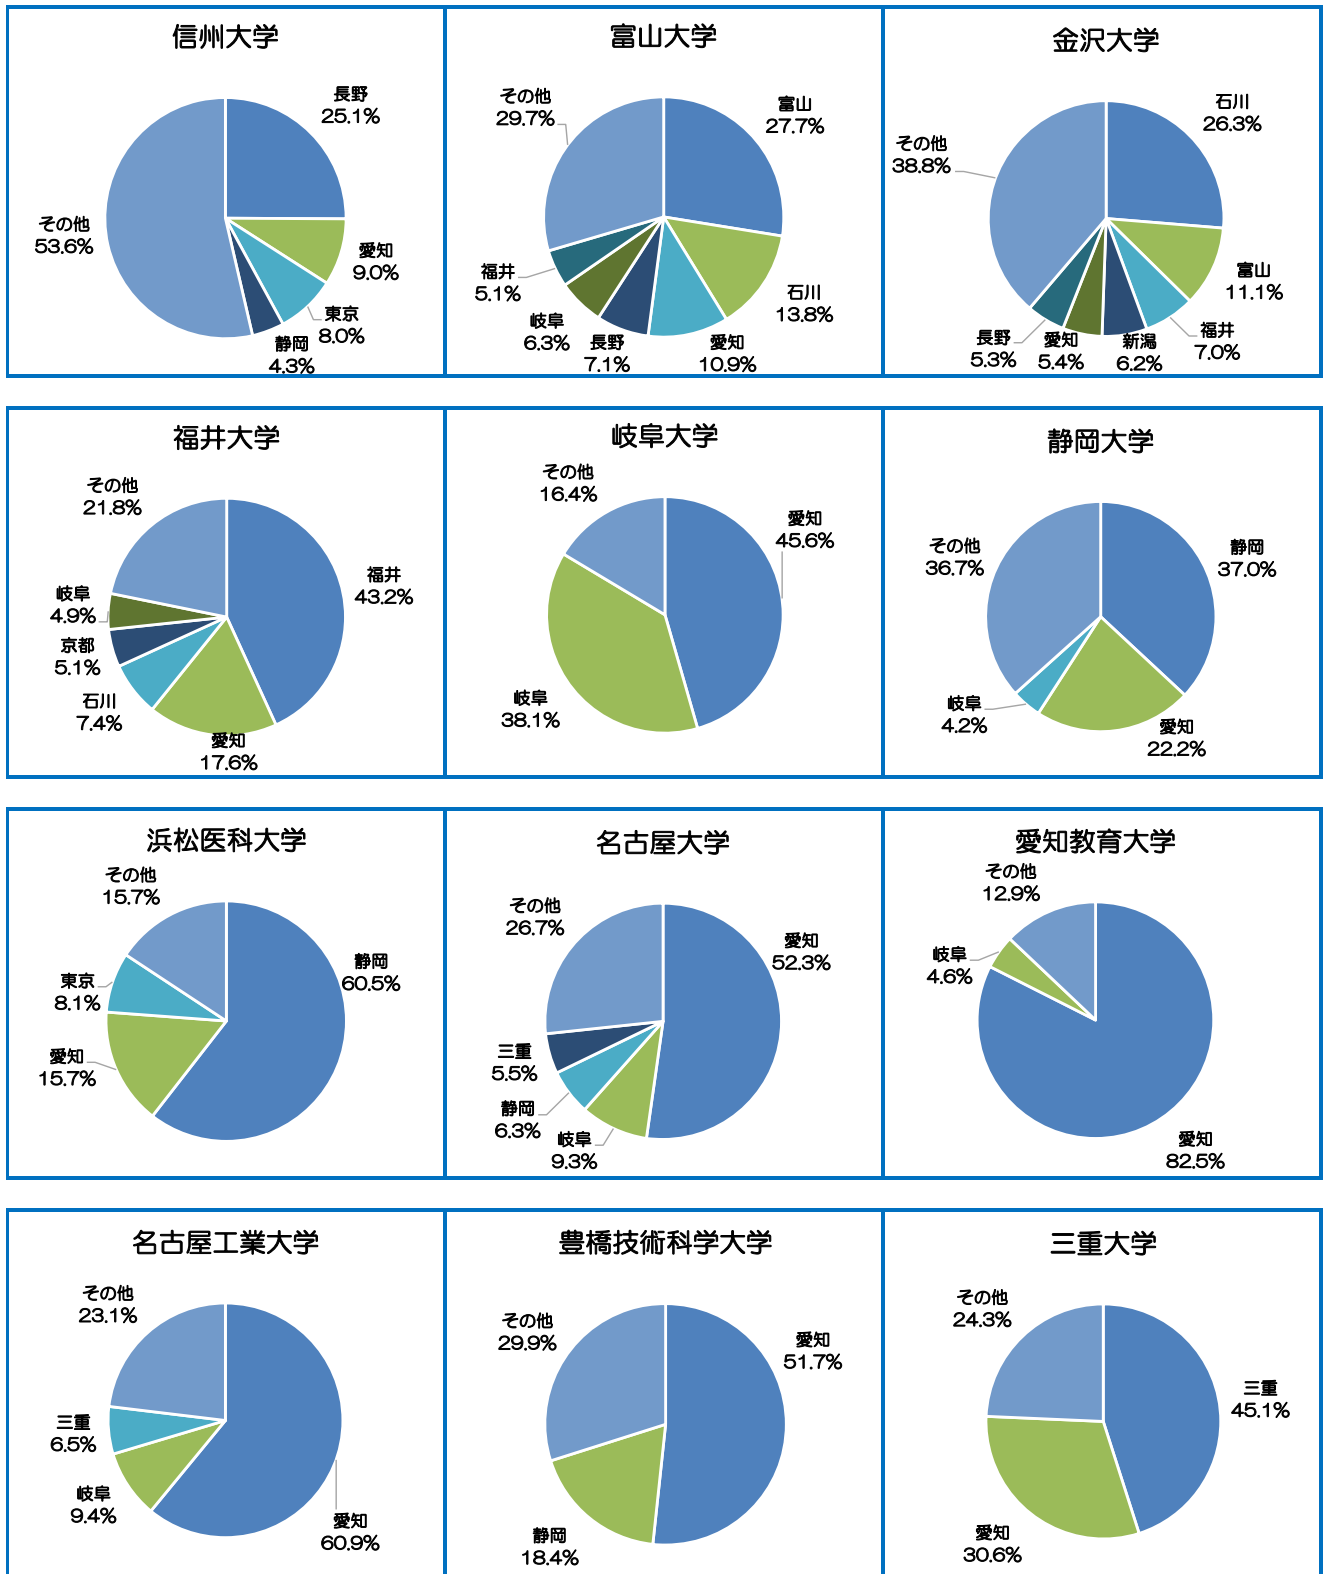 信州大学
長野
25.1%
愛知
9.0%
東京
8.0%
静岡
4.3%
その他
53.6%
富山大学
富山
27.7%
石川
13.8%
愛知
10.9%
長野
7.1%
岐阜
6.3%
福井
5.1%
その他
29.7%
金沢大学
石川
26.3%
富山
11.1%
福井
7.0%
新潟
6.2%
愛知
5.4%
長野
5.3%
その他
38.8%
福井大学
福井
43.2%
愛知
17.6%
石川
7.4%
京都
5.1%
岐阜
4.9%
その他
21.8%
岐阜大学
愛知
45.6%
岐阜
38.1%
その他
16.4%
静岡大学
静岡
37.0%
愛知
22.2%
岐阜
4.2%
その他
36.7%
浜松医科大学
静岡
60.5%
愛知
15.7%
東京
8.1%
その他
15.7%
名古屋大学
愛知
52.3%
岐阜
9.3%
静岡
6.3%
三重
5.5%
その他
26.7%
愛知教育大学
愛知
82.5%
岐阜
4.6%
その他
12.9%
名古屋工業大学
愛知
60.9%
岐阜
9.4%
三重
6.5%
その他
23.1%
豊橋技術科学大学
愛知
51.7%
静岡
18.4%
その他
29.9%
三重大学
三重
45.1%
愛知
30.6%
その他
24.3%